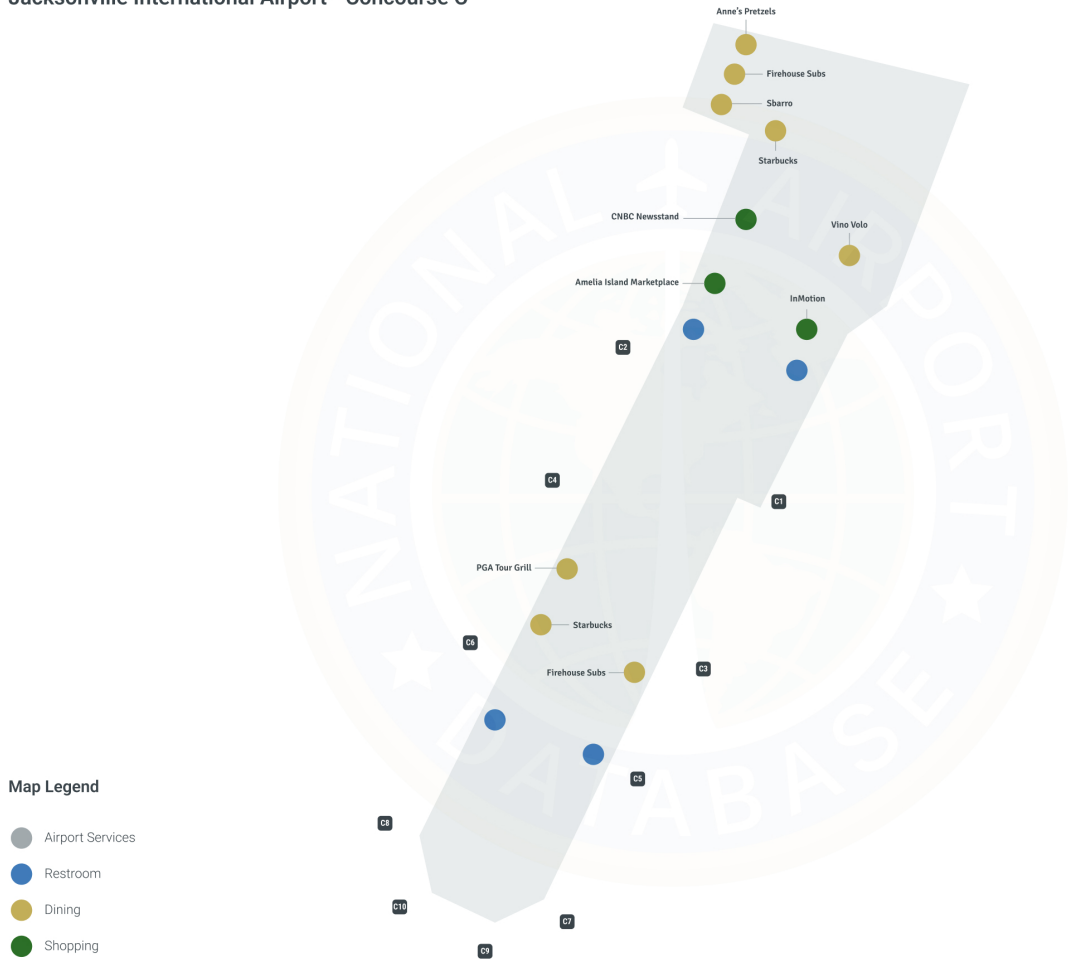 Jacksonville International Airport - Concourse C
Anne's Pretzels
Firehouse Subs
Sbarro
Starbucks
CNBC Newsstand
Vino Volo
Amelia Island Marketplace
InMotion
C2
C4
C1
PGA Tour Grill
Starbucks
C6
Firehouse Subs
C3
C5
C8
C10
C7
C9
Map Legend
Airport Services
Restroom
Dining
Shopping
NATIONAL AIRPORT
DATABASE